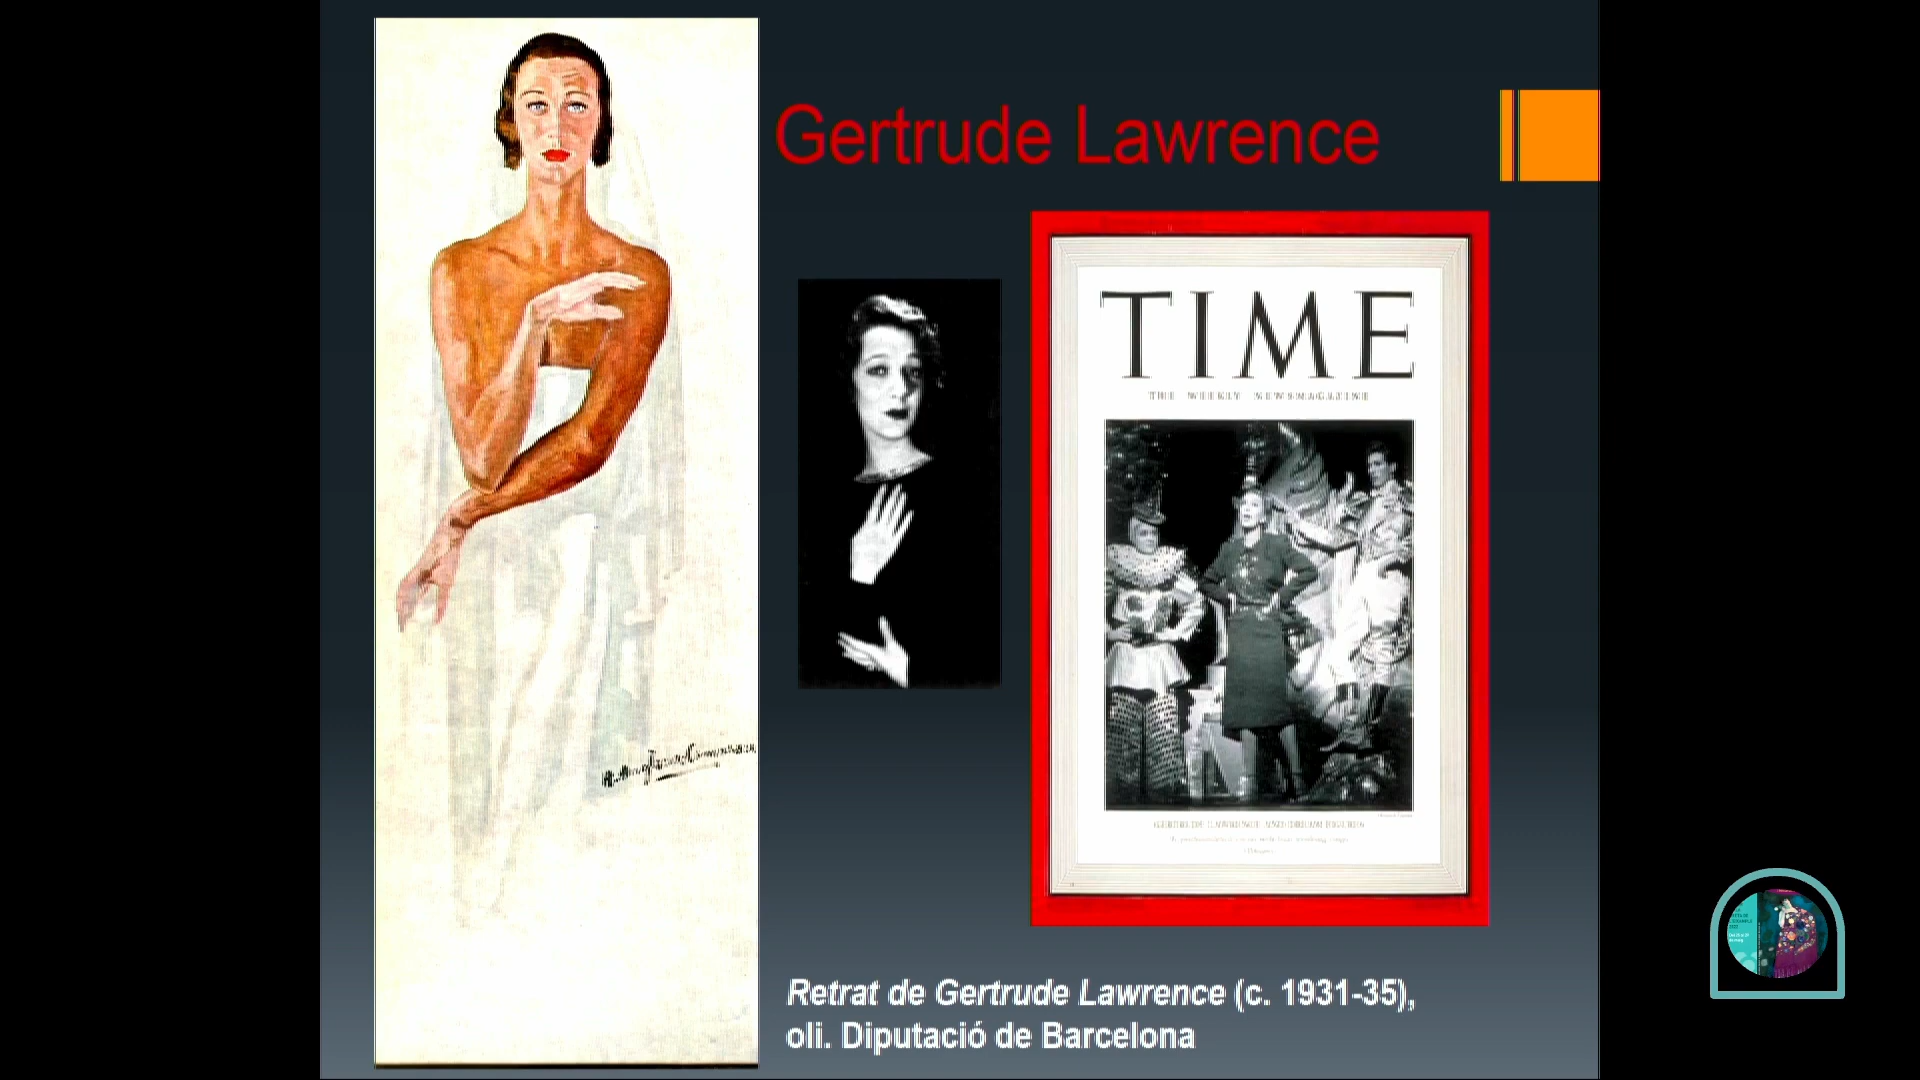 Gertrude Lawrence
TIME
THE WEEKLY NEWSMAGAZINE
Retrat de Gertrude Lawrence (c. 1931-35),
oli. Diputació de Barcelona